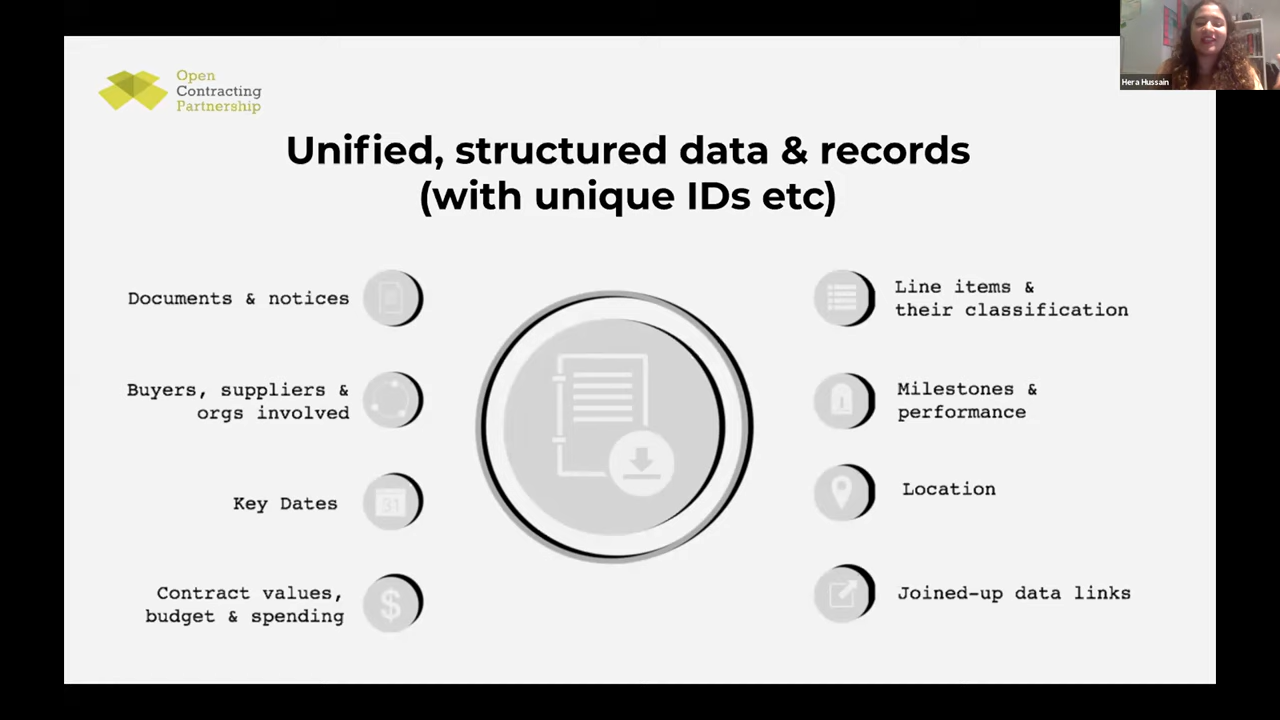 Open
Contracting
Partnership
Hera Hussain
Unified, structured data & records
(with unique IDs etc)
Documents & notices
Buyers, suppliers &
orgs involved
Key Dates
31
Contract values,
budget & spending
$
Line items &
their classification
Milestones &
performance
Location
Joined-up data links